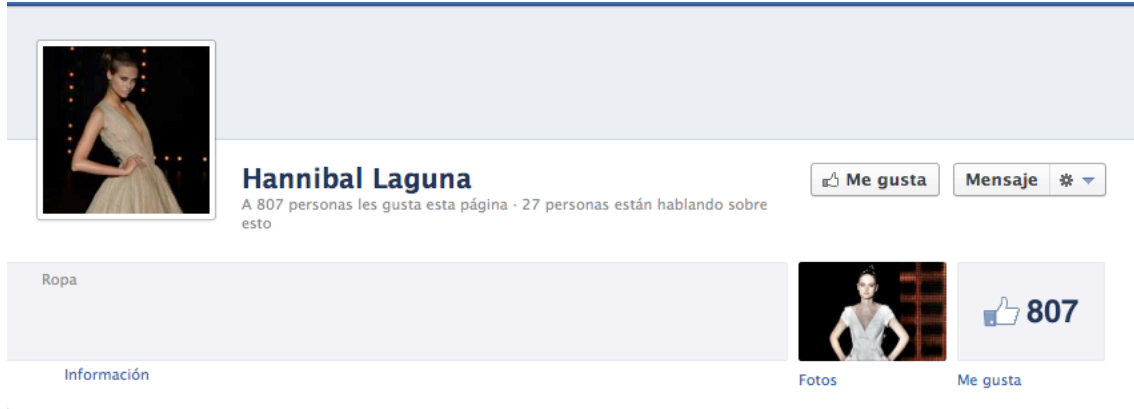 Hannibal Laguna
A 807 personas les gusta esta página · 27 personas están hablando sobre
esto
Me gusta
Mensaje
Ropa
807
Información
Fotos
Me gusta